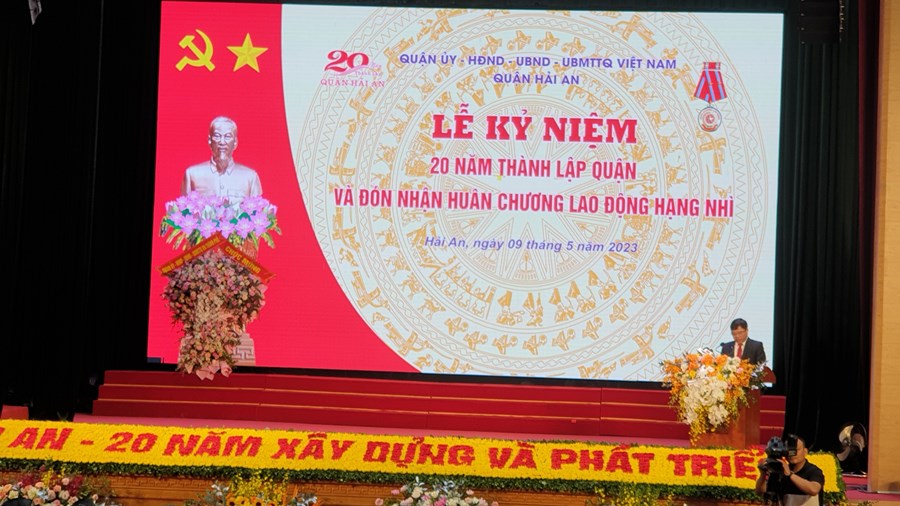 20
QUẬN HẢI AN
QUẬN ỦY - HĐND - UBND - UBMTTQ VIỆT NAM
QUẬN HẢI AN
LỄ KỶ NIỆM
20 NĂM THÀNH LẬP QUẬN
VÀ ĐÓN NHẬN HUÂN CHƯƠNG LAO ĐỘNG HẠNG NHÌ
Hải An, ngày 09 tháng 5 năm 2023
AN - 20 NĂM XÂY DỰNG VÀ PHÁT TRIỂ